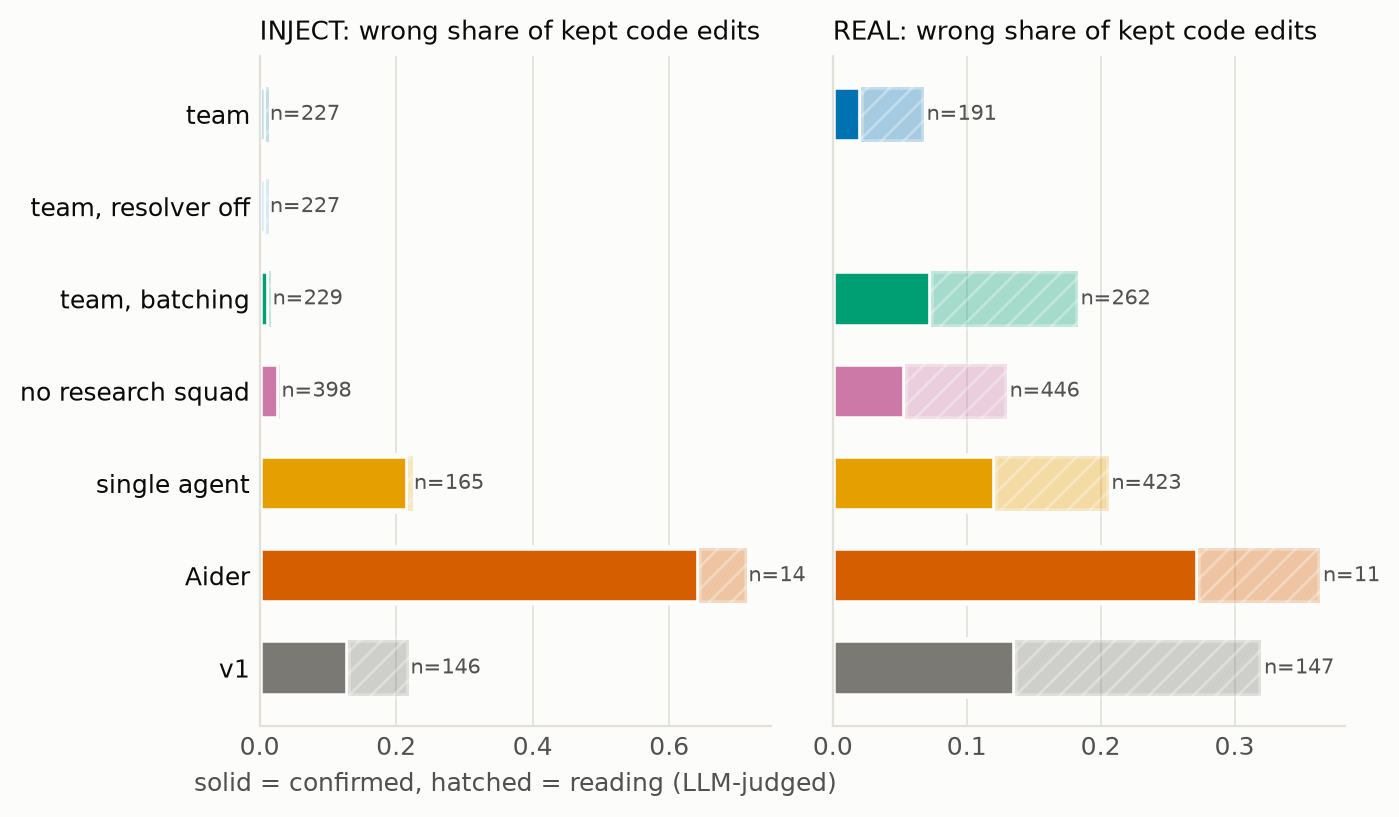 INJECT: wrong share of kept code edits
REAL: wrong share of kept code edits
team
n=227
n=191
team, resolver off
n=227
team, batching
n=229
n=262
no research squad
n=398
n=446
single agent
n=165
n=423
Aider
n=14
n=11
v1
n=146
n=147
0.0 0.2 0.4 0.6
0.0 0.1 0.2 0.3
solid = confirmed, hatched = reading (LLM-judged)